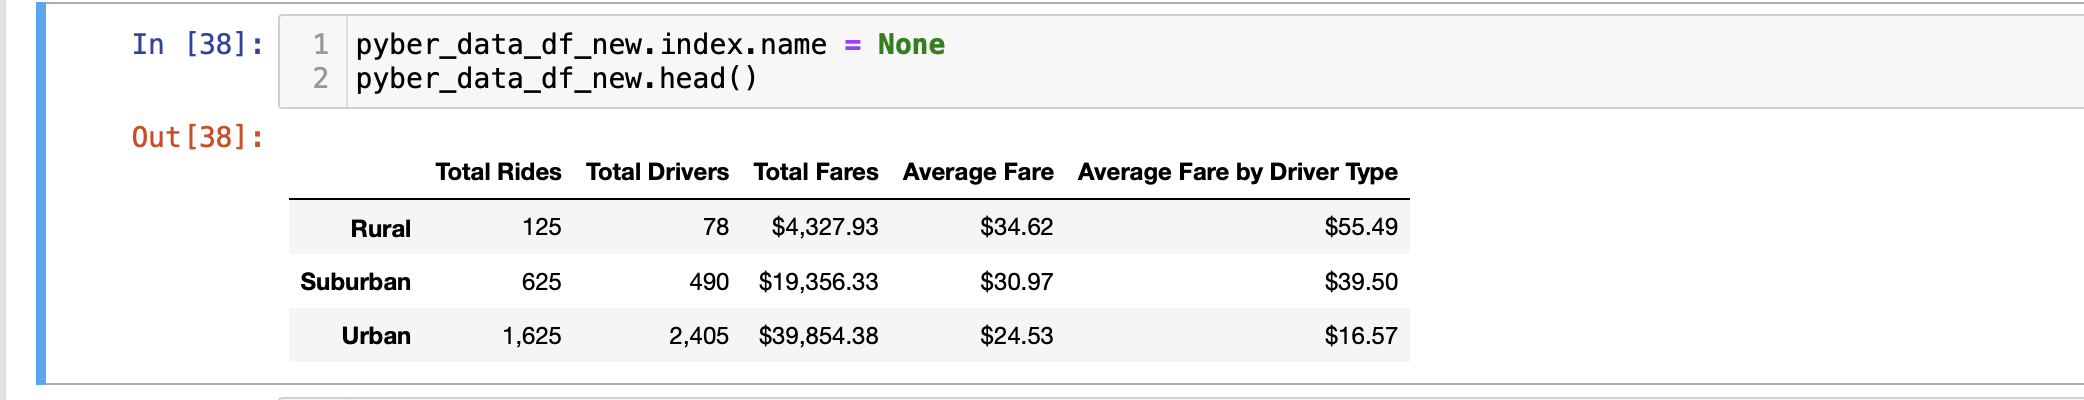 In [38]:
1 pyber_data_df_new.index.name = None
2 pyber_data_df_new.head()
Out[38]:
Total Rides Total Drivers Total Fares Average Fare Average Fare by Driver Type
Rural 125 78 $4,327.93 $34.62 $55.49
Suburban 625 490 $19,356.33 $30.97 $39.50
Urban 1,625 2,405 $39,854.38 $24.53 $16.57